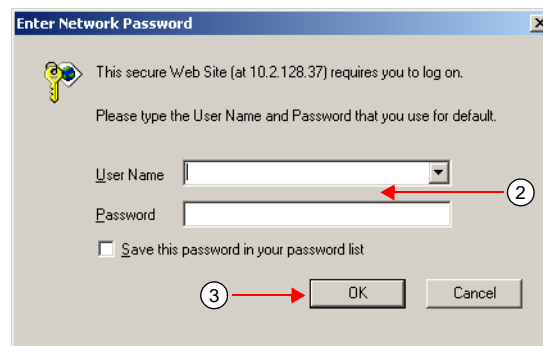 Enter Network Password
This secure Web Site (at 10.2.128.37) requires you to log on.
Please type the User Name and Password that you use for default.
User Name
2
Password
Save this password in your password list
3
OK
Cancel